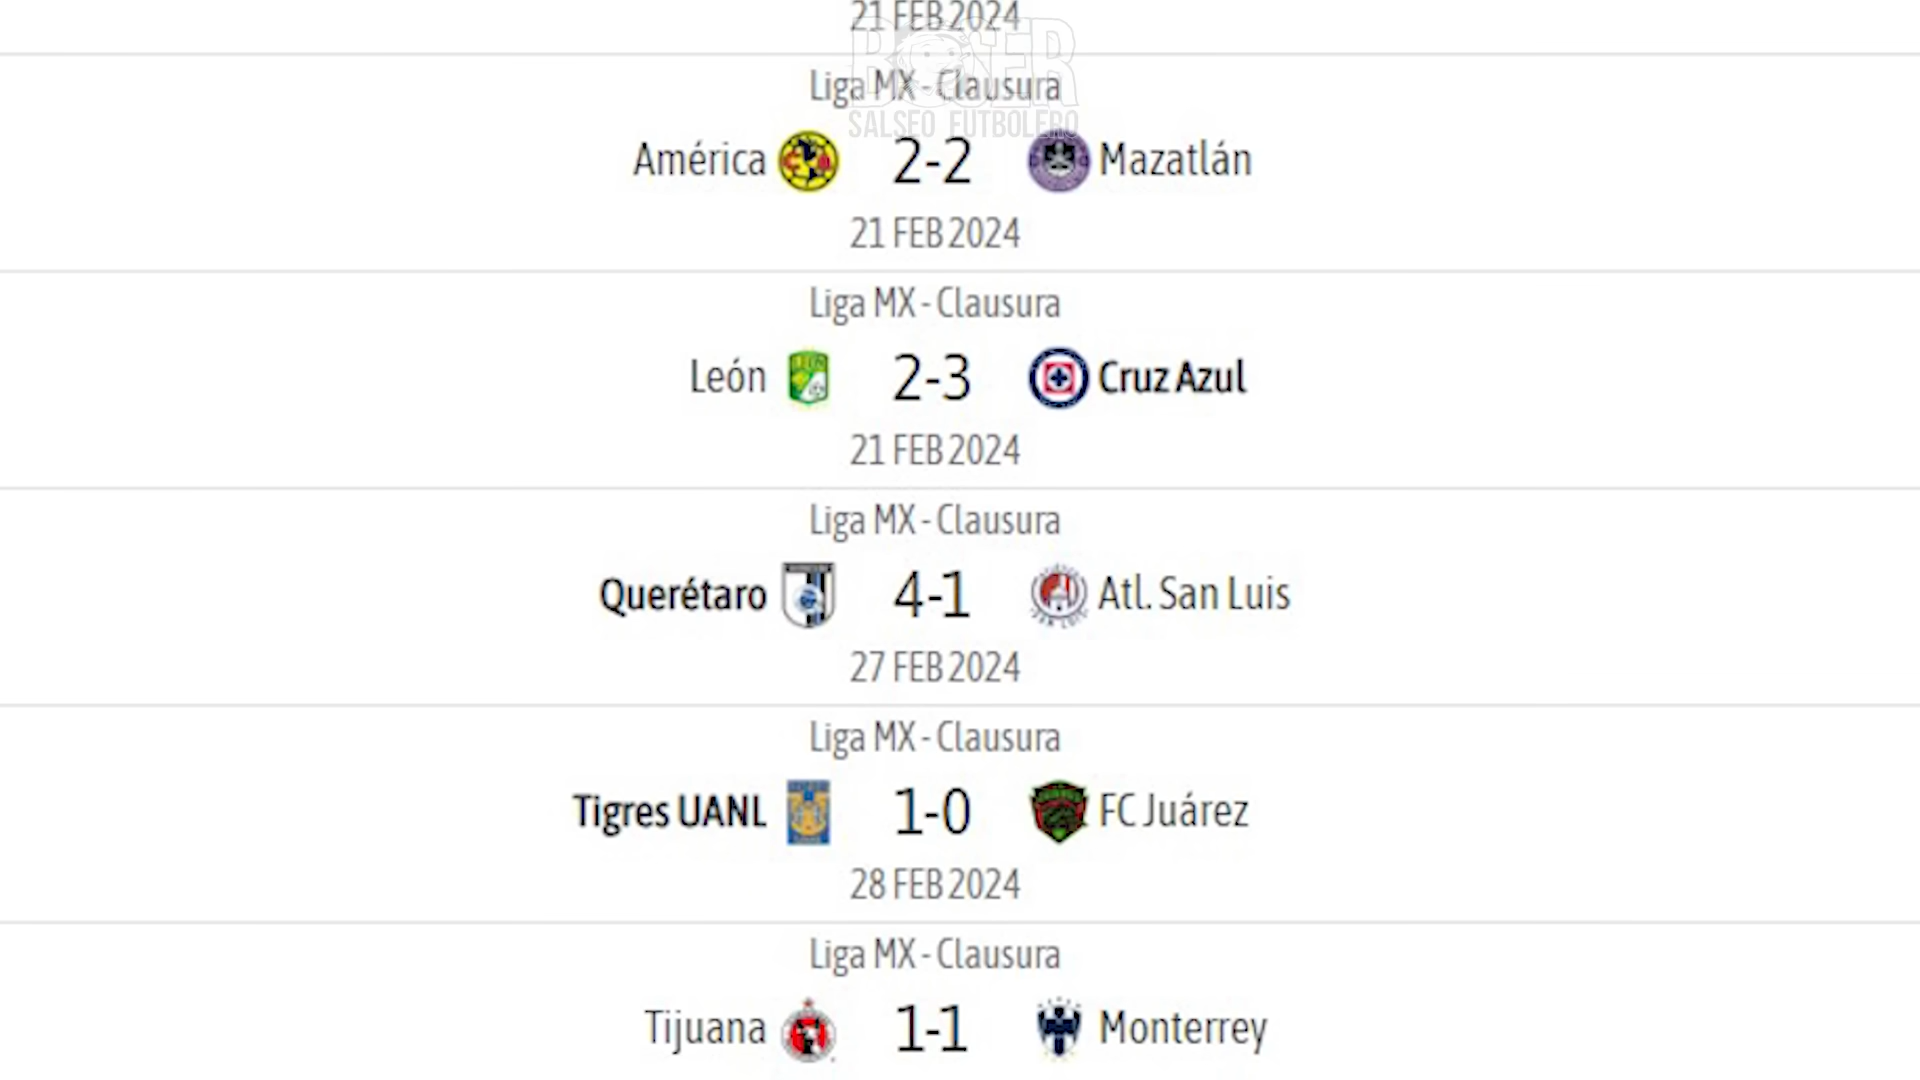 21 FEB 2024
BOSER
SALSEO FUTBOLERO
Liga MX - Clausura
América 2-2 Mazatlán
21 FEB 2024
Liga MX - Clausura
León 2-3 Cruz Azul
21 FEB 2024
Liga MX - Clausura
Querétaro 4-1 Atl. San Luis
27 FEB 2024
Liga MX - Clausura
Tigres UANL 1-0 FC Juárez
28 FEB 2024
Liga MX - Clausura
Tijuana 1-1 Monterrey